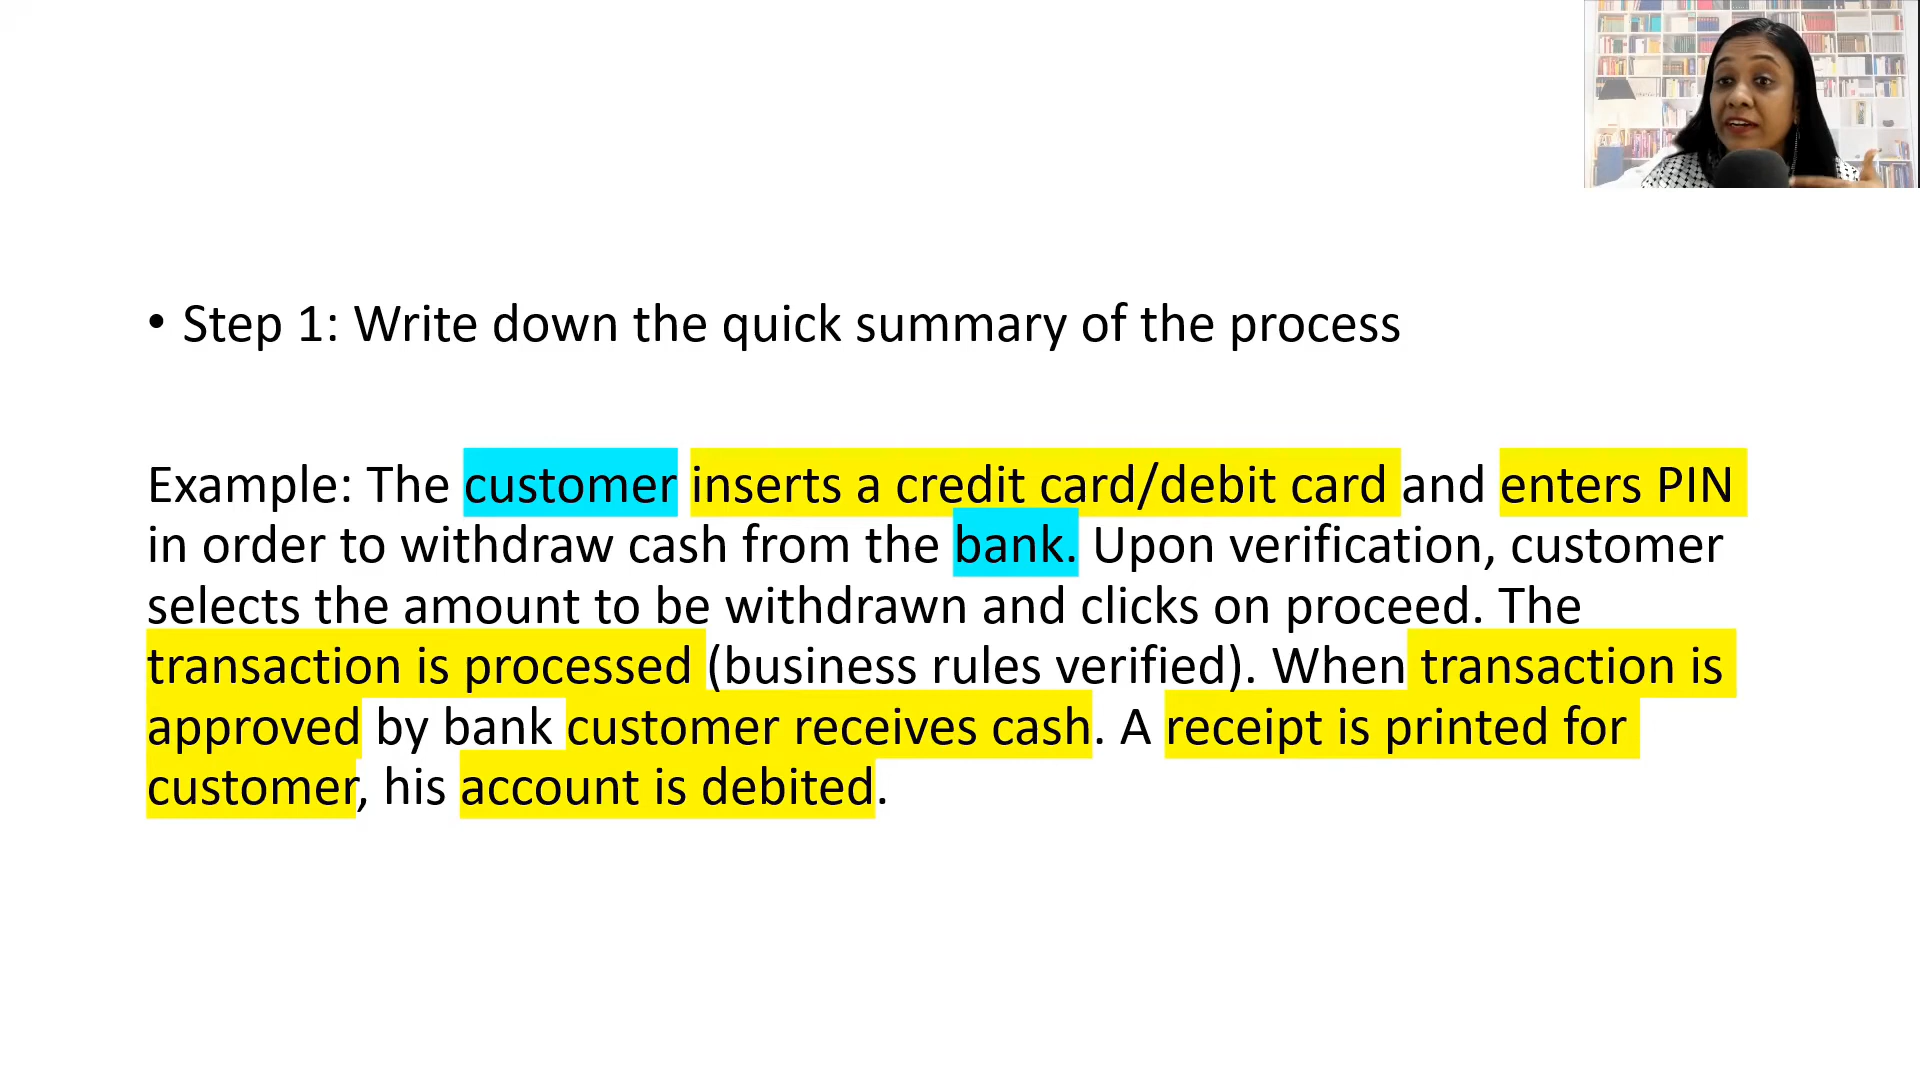 • Step 1: Write down the quick summary of the process
Example: The customer inserts a credit card/debit card and enters PIN
in order to withdraw cash from the bank. Upon verification, customer
selects the amount to be withdrawn and clicks on proceed. The
transaction is processed (business rules verified). When transaction is
approved by bank customer receives cash. A receipt is printed for
customer, his account is debited.